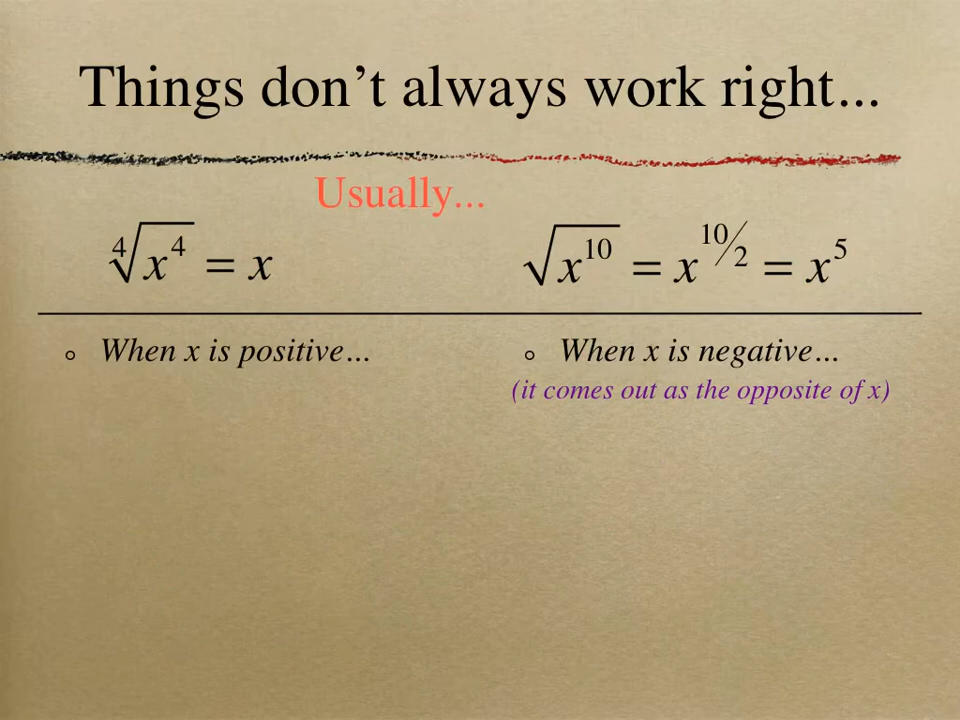 Things don't always work right...
Usually...
∜x⁴ = x
√x¹⁰ = x^10/2 = x⁵
When x is positive...
When x is negative...
(it comes out as the opposite of x)